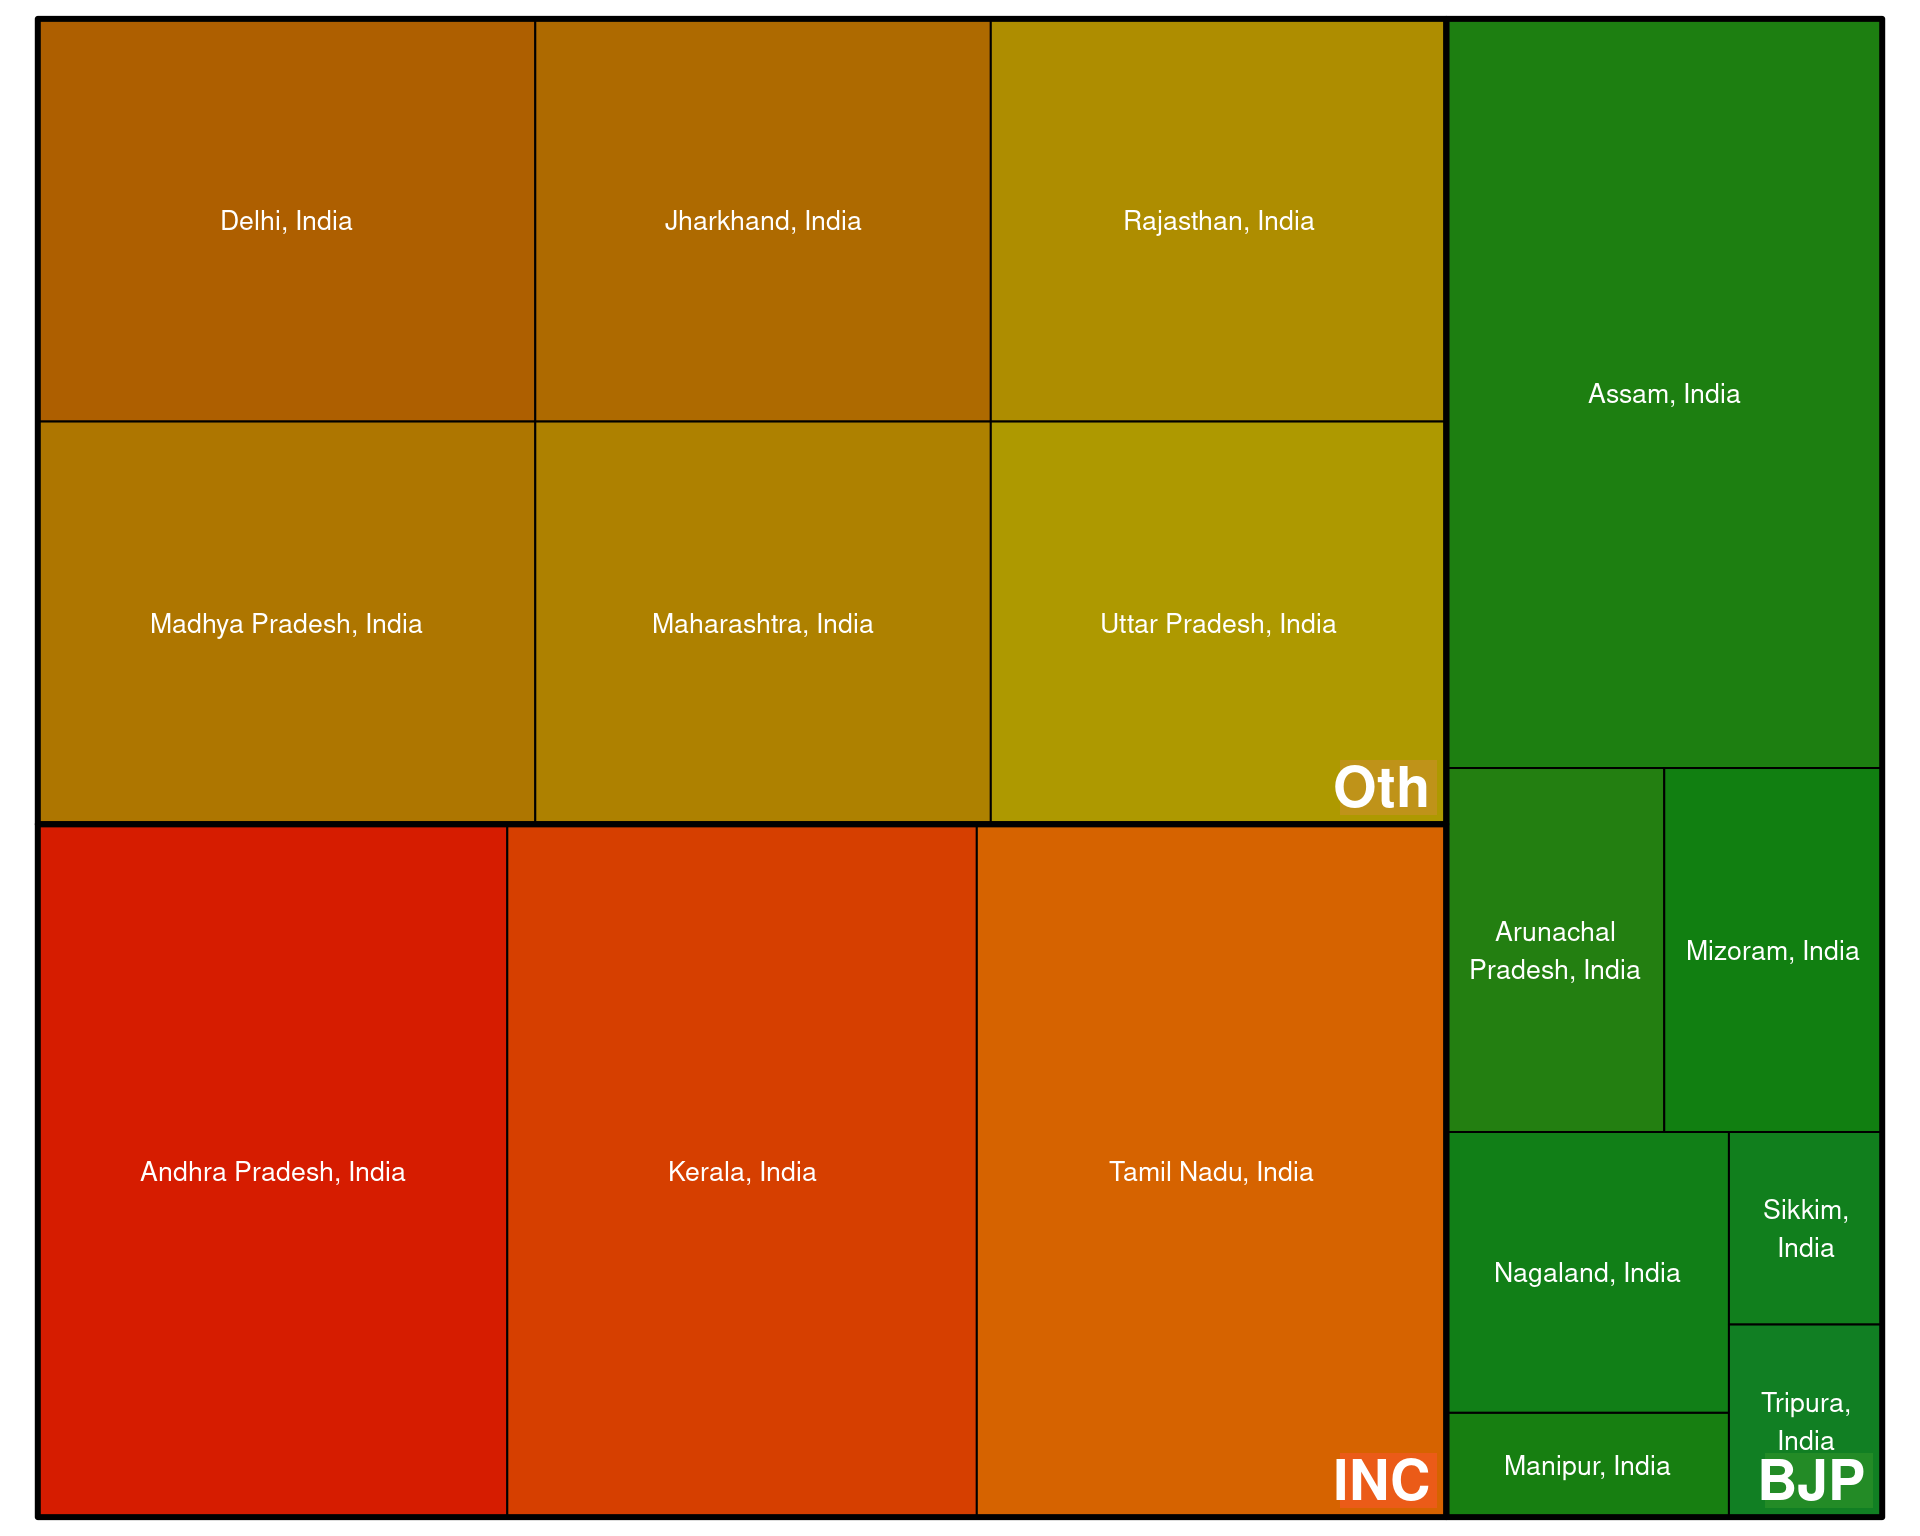 Delhi, India
Jharkhand, India
Rajasthan, India
Madhya Pradesh, India
Maharashtra, India
Uttar Pradesh, India
Oth
Andhra Pradesh, India
Kerala, India
Tamil Nadu, India
INC
Assam, India
Arunachal
Pradesh, India
Mizoram, India
Nagaland, India
Sikkim,
India
Manipur, India
Tripura,
India
BJP